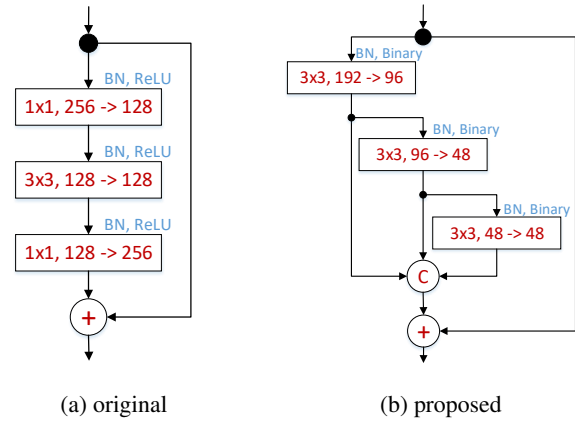 BN, ReLU
1x1, 256 -> 128
BN, ReLU
3x3, 128 -> 128
BN, ReLU
1x1, 128 -> 256
+
(a) original
BN, Binary
3x3, 192 -> 96
BN, Binary
3x3, 96 -> 48
BN, Binary
3x3, 48 -> 48
C
+
(b) proposed